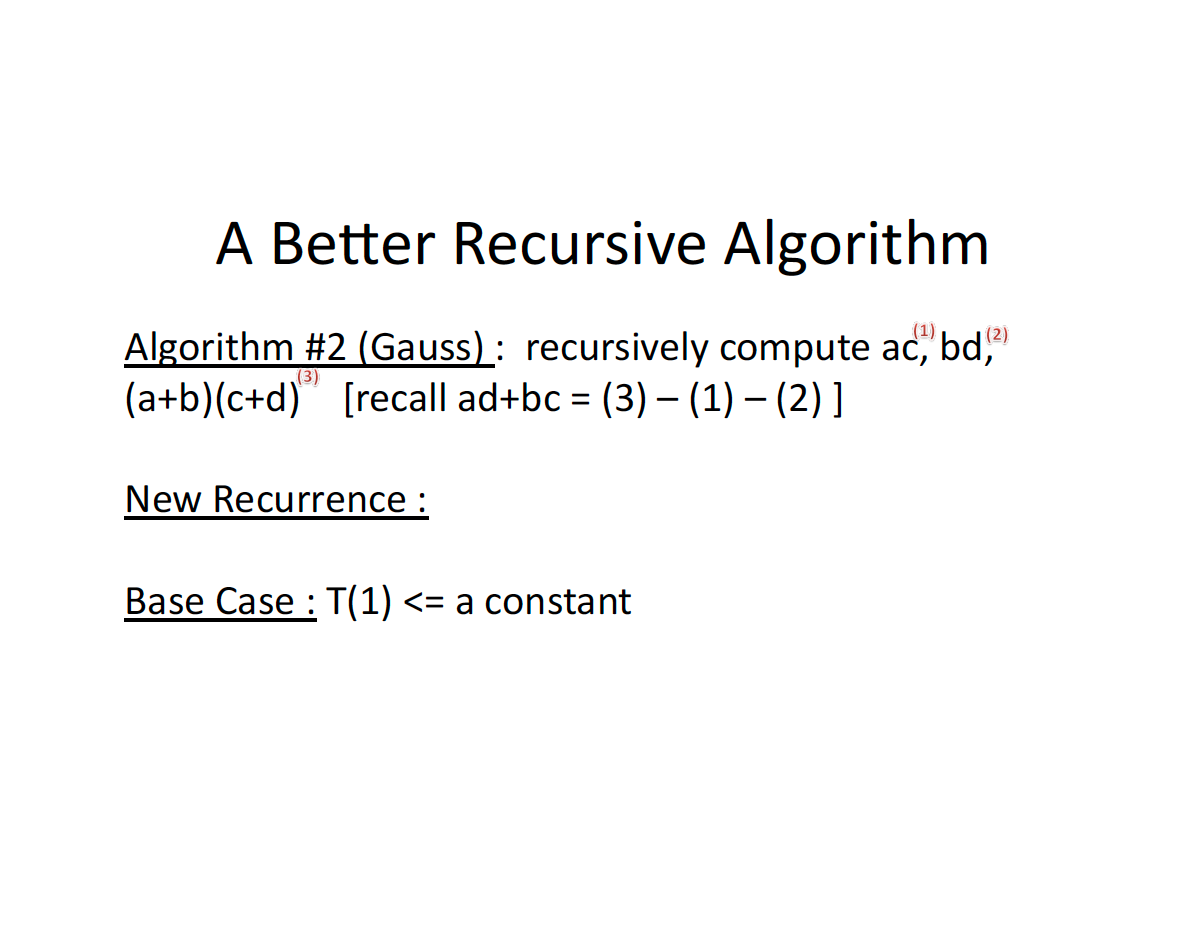 A Better Recursive Algorithm
Algorithm #2 (Gauss) : recursively compute ac,(1) bd,(2)
(a+b)(c+d)(3) [recall ad+bc = (3) – (1) – (2) ]
New Recurrence :
Base Case : T(1) <= a constant